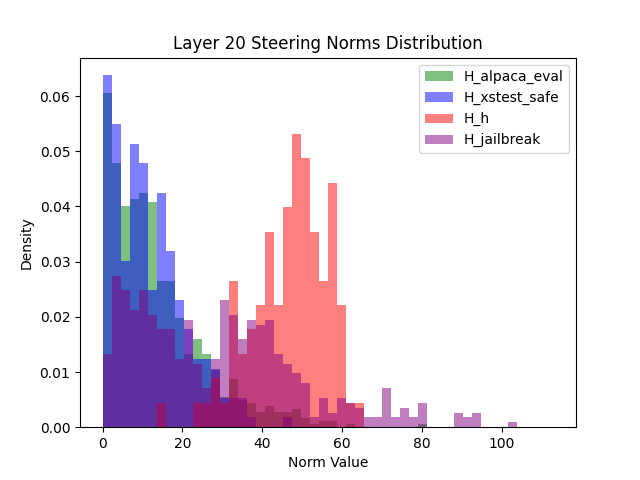 Layer 20 Steering Norms Distribution
H_alpaca_eval
H_xstest_safe
H_h
H_jailbreak
Density
0.06
0.05
0.04
0.03
0.02
0.01
0.00
0 20 40 60 80 100
Norm Value